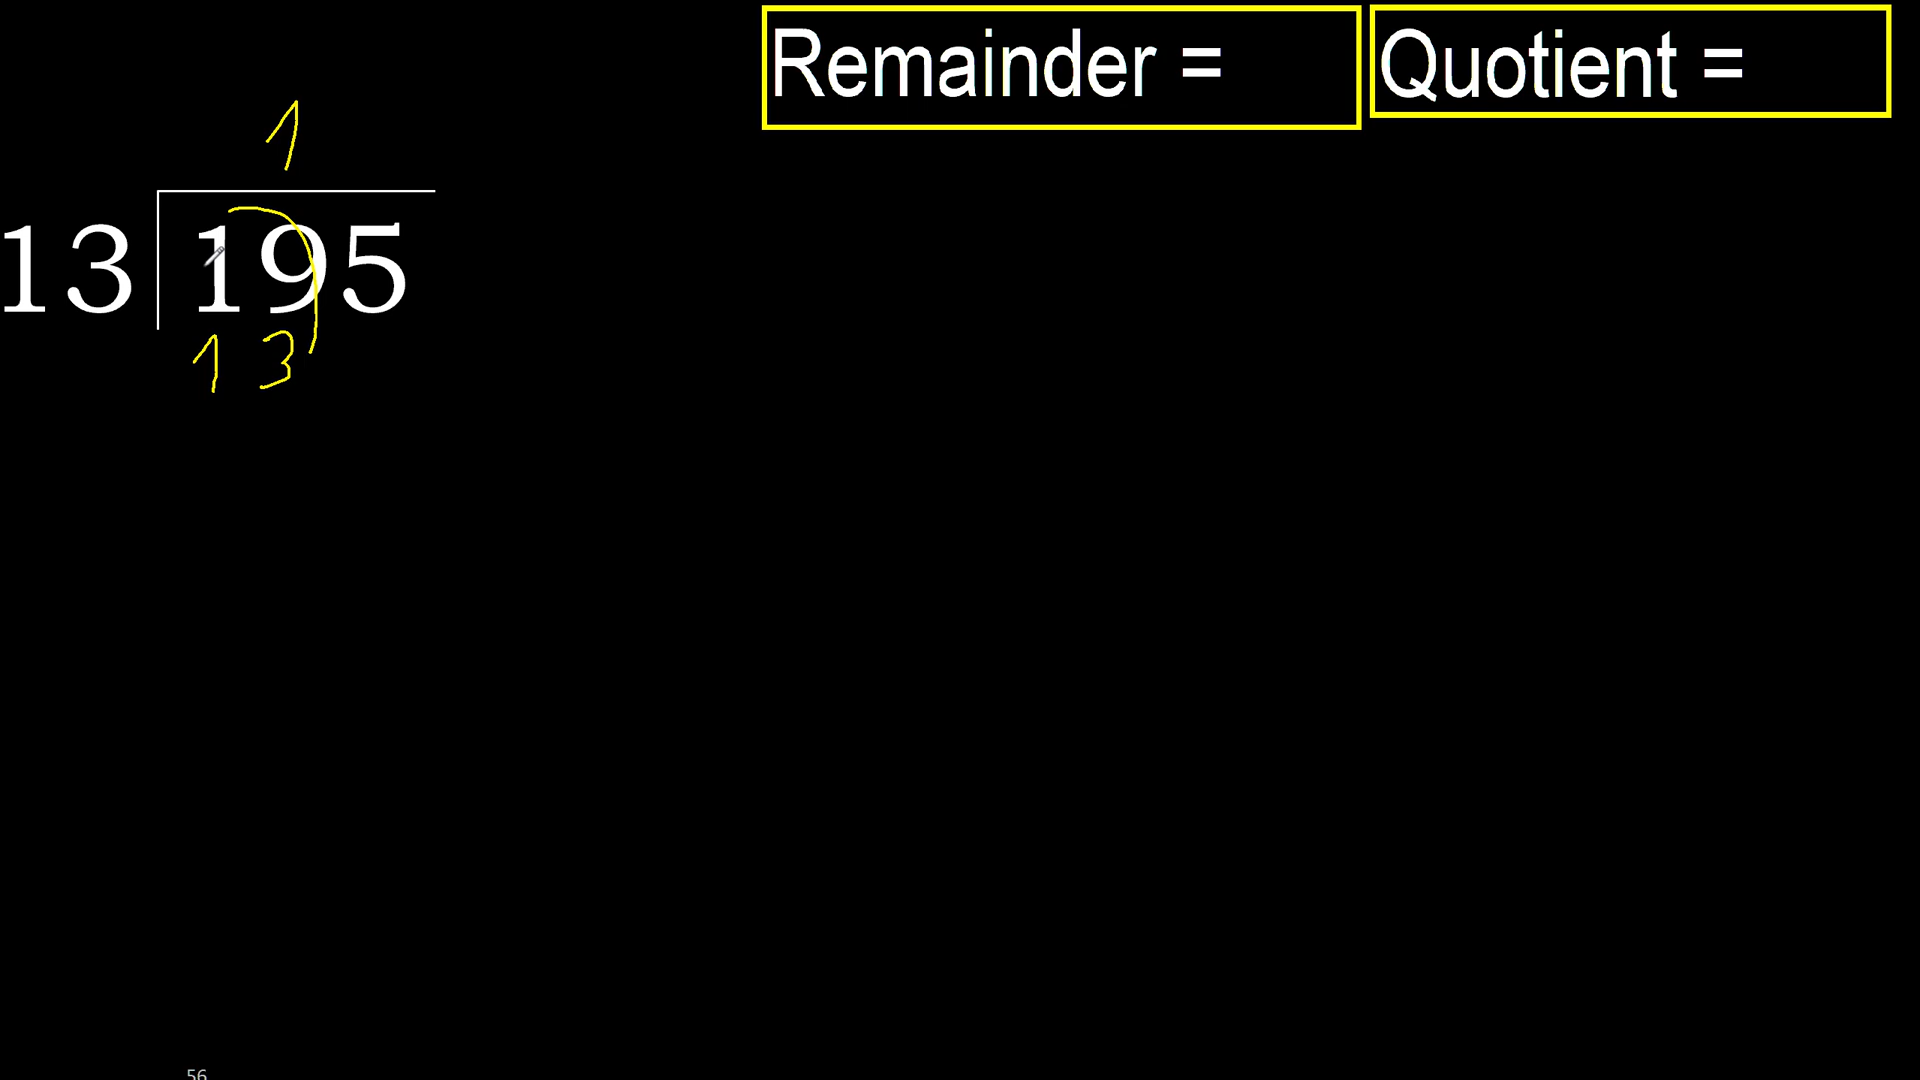 Remainder = Quotient =
1
13 195
13
56